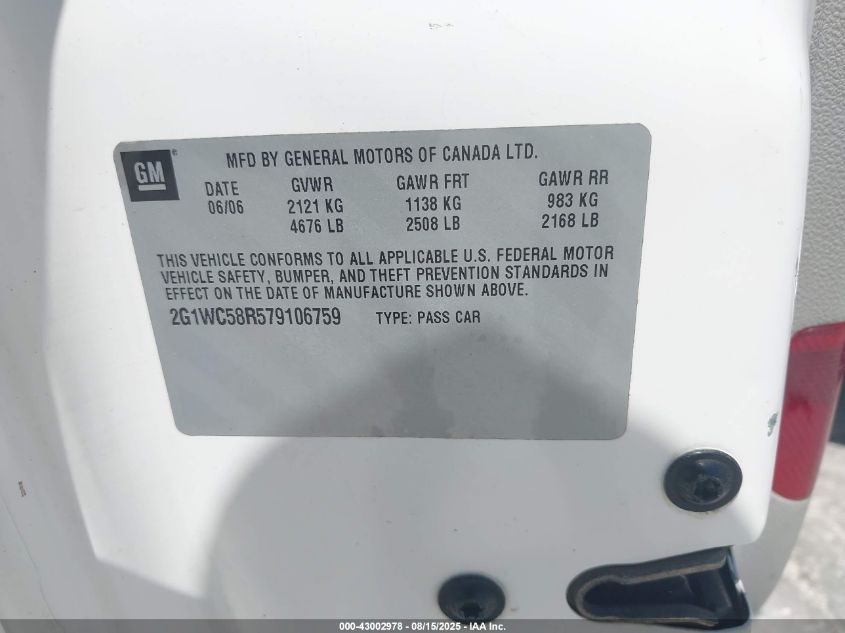 GM
MFD BY GENERAL MOTORS OF CANADA LTD.
DATE GVWR GAWR FRT GAWR RR
06/06 2121 KG 1138 KG 983 KG
4676 LB 2508 LB 2168 LB
THIS VEHICLE CONFORMS TO ALL APPLICABLE U.S. FEDERAL MOTOR
VEHICLE SAFETY, BUMPER, AND THEFT PREVENTION STANDARDS IN
EFFECT ON THE DATE OF MANUFACTURE SHOWN ABOVE.
2G1WC58R579106759 TYPE: PASS CAR
000-43002978 - 08/15/2025 - IAA Inc.